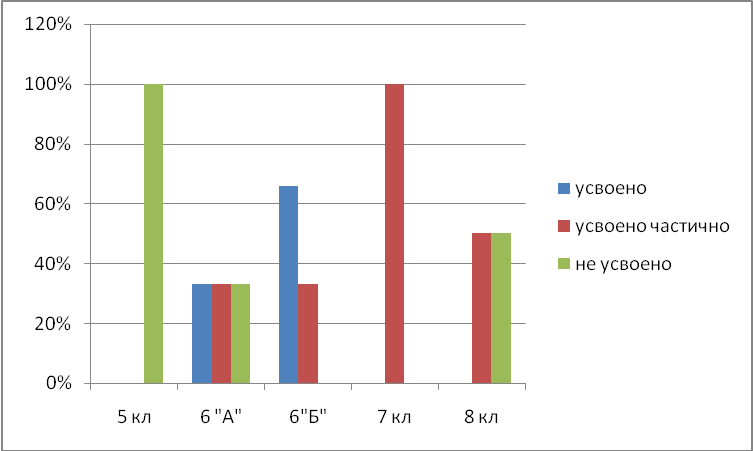 120%
100%
80%
60%
40%
20%
0%
5 кл
6 "А"
6"Б"
7 кл
8 кл
усвоено
усвоено частично
не усвоено